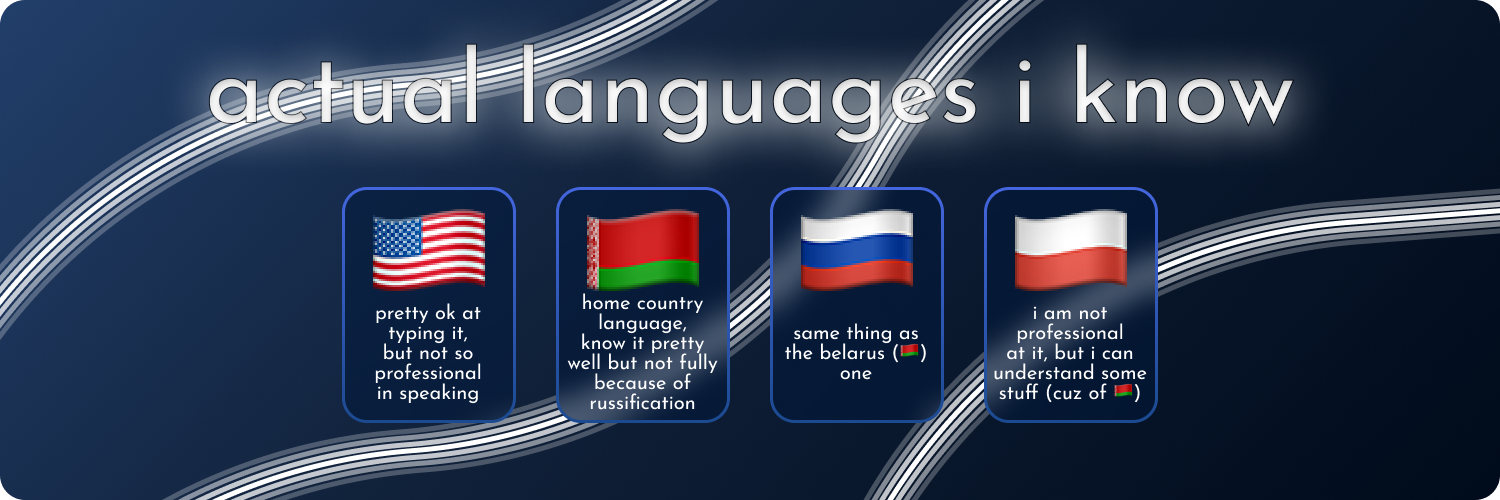 actual languages i know
pretty ok at
typing it,
but not so
professional
in speaking
home country
language,
know it pretty
well but not fully
because of
russification
same thing as
the belarus (🇧🇾)
one
i am not
professional
at it, but i can
understand some
stuff (cuz of 🇧🇾)